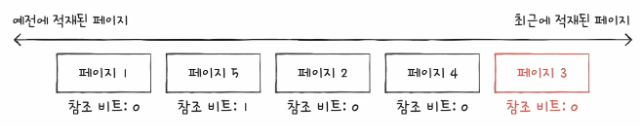 예전에 적재된 페이지 최근에 적재된 페이지
페이지 1 페이지 5 페이지 2 페이지 4 페이지 3
참조 비트: 0 참조 비트: 1 참조 비트: 0 참조 비트: 0 참조 비트: 0